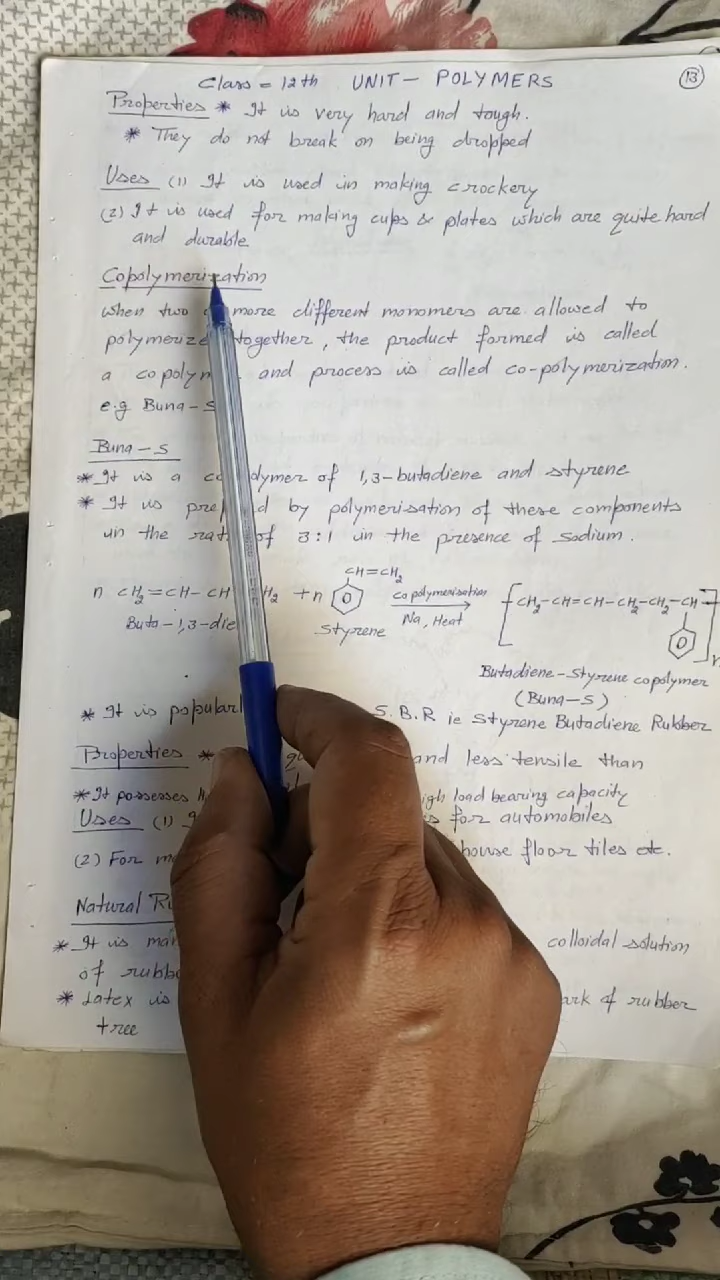 Class = 12th UNIT - POLYMERS
13
Properties * It is very hard and tough.
* They do not break on being dropped
Uses (1) It is used in making crockery
(2) It is used for making cups & plates which are quite hard
and durable
Copolymerization
when two more different monomers are allowed to
polymerize together, the product formed is called
a copolym and process is called co-polymerization.
e.g Buna-S
Buna-S
* It is a co olymer of 1,3-butadiene and styrene
* It is prep d by polymerisation of these components
in the rat of 3:1 in the presence of sodium.
CH=CH2
n CH2=CH-CH H2 +n Copolymerisation [CH2-CH=CH-CH2-CH2-CH]n
Na, Heat
Buta-1,3-die Styrene
Butadiene-Styrene copolymer
(Buna-S)
* It is popular S.B.R ie Styrene Butadiene Rubber
Properties * and less tensile than
* It possesses igh load bearing capacity
Uses (1) for automobiles
(2) For house floor tiles etc.
Natural
* It is colloidal solution
of
* Latex is of rubber
tree